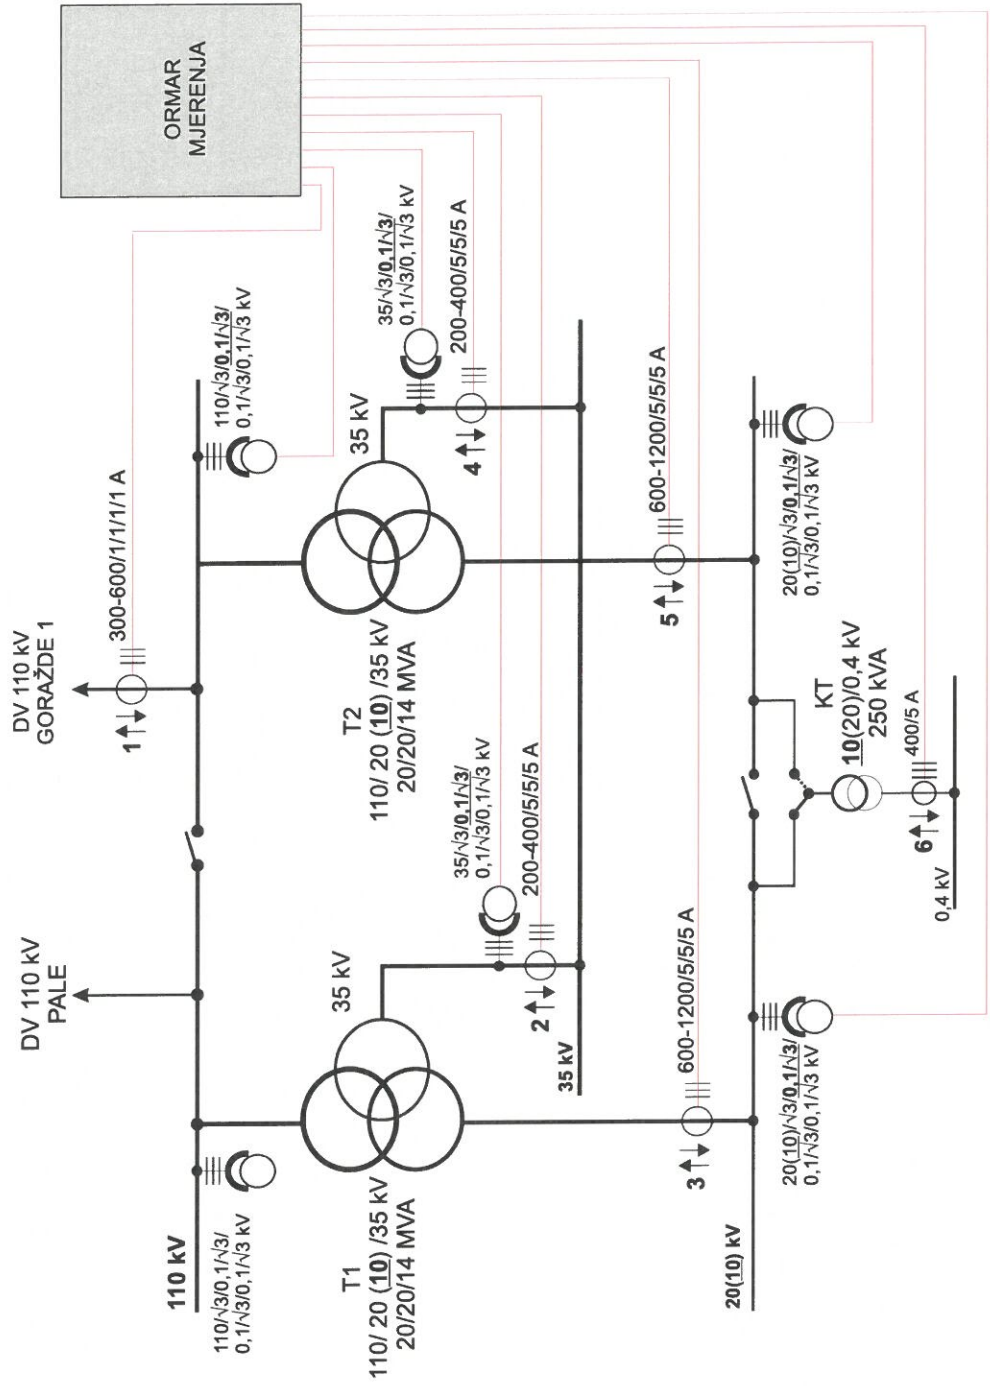 ORMAR
MJERENJA
DV 110 kV
PALE
DV 110 kV
GORAŽDE 1
1
300-600/1/1/1/1 A
110 kV
110/√3/0,1/√3/
0,1/√3/0,1/√3 kV
110/√3/0,1/√3/
0,1/√3/0,1/√3 kV
T1
110/ 20 (10) /35 kV
20/20/14 MVA
35 kV
35/√3/0,1/√3/
0,1/√3/0,1/√3 kV
2
200-400/5/5/5 A
T2
110/ 20 (10) /35 kV
20/20/14 MVA
35 kV
35/√3/0,1/√3/
0,1/√3/0,1/√3 kV
4
200-400/5/5/5 A
35 kV
3
600-1200/5/5/5 A
5
600-1200/5/5/5 A
20(10) kV
20(10)/√3/0,1/√3/
0,1/√3/0,1/√3 kV
20(10)/√3/0,1/√3/
0,1/√3/0,1/√3 kV
KT
10(20)/0,4 kV
250 kVA
6
400/5 A
0,4 kV